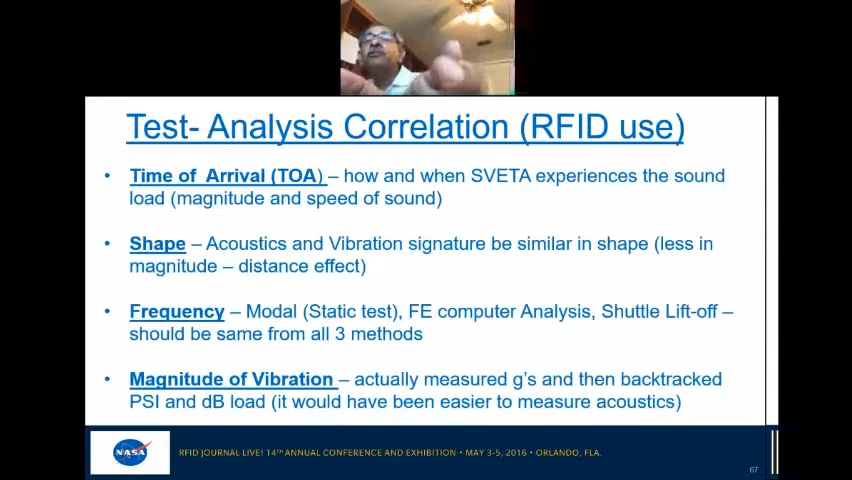 Test- Analysis Correlation (RFID use)
• Time of Arrival (TOA) – how and when SVETA experiences the sound
load (magnitude and speed of sound)
• Shape – Acoustics and Vibration signature be similar in shape (less in
magnitude – distance effect)
• Frequency – Modal (Static test), FE computer Analysis, Shuttle Lift-off –
should be same from all 3 methods
• Magnitude of Vibration – actually measured g's and then backtracked
PSI and dB load (it would have been easier to measure acoustics)
NASA
RFID JOURNAL LIVE! 14TH ANNUAL CONFERENCE AND EXHIBITION • MAY 3-5, 2016 • ORLANDO, FLA.
67